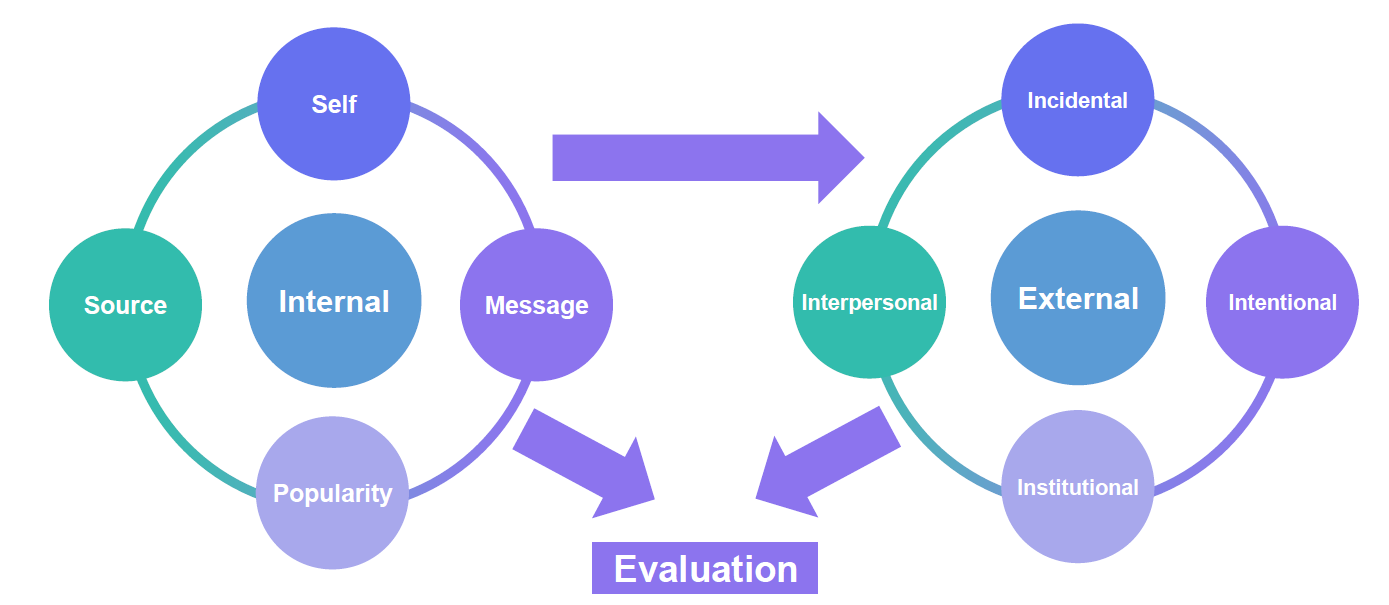 Self
Source
Internal
Message
Popularity
Incidental
Interpersonal
External
Intentional
Institutional
Evaluation